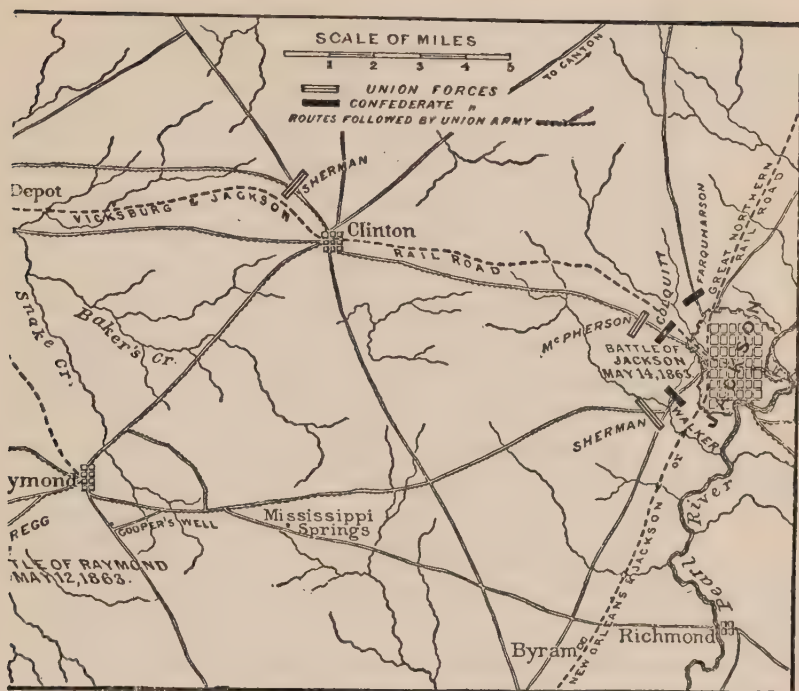 SCALE OF MILES
1 2 3 4 5
UNION FORCES
CONFEDERATE "
ROUTES FOLLOWED BY UNION ARMY
TO CANTON
SHERMAN
Depot
VICKSBURG & JACKSON
RAIL ROAD
Clinton
GREAT NORTHERN
RAIL ROAD
FARQUHARSON
COLQUITT
McPHERSON
BATTLE OF
JACKSON
MAY 14, 1863.
JACKSON
WALKER
SHERMAN
Snake Cr.
Baker's Cr.
ymond
REGG
COOPER'S WELL
TLE OF RAYMOND
MAY 12, 1863.
Mississippi
Springs
NEW ORLEANS & JACKSON
Pearl River
Byram
Richmond